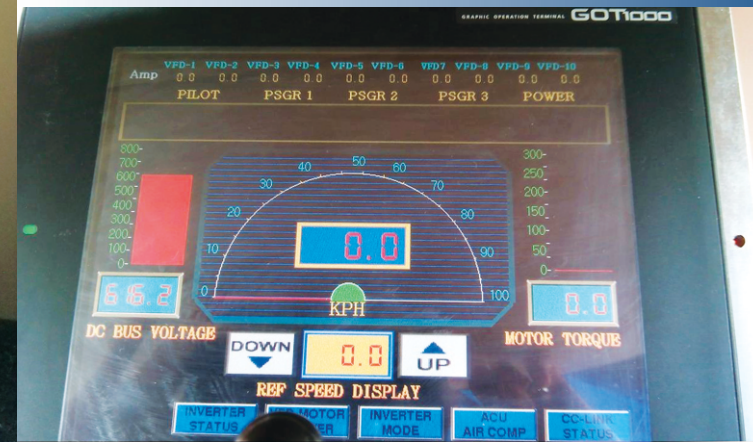 GRAPHIC OPERATION TERMINAL GOT1000
VFD-1 VFD-2 VFD-3 VFD-4 VFD-5 VFD-6 VFD7 VFD-8 VFD-9 VFD-10
Amp 0.0 0.0 0.0 0.0 0.0 0.0 0.0 0.0 0.0 0.0
PILOT PSGR 1 PSGR 2 PSGR 3 POWER
800-
700-
600-
500-
400-
300-
200-
100-
0-
616.2
DC BUS VOLTAGE
0 10 20 30 40 50 60 70 80 90 100
0.0
KPH
300-
250-
200-
150-
100-
50-
0-
0.0
MOTOR TORQUE
DOWN
0.0
UP
REF SPEED DISPLAY
INVERTER
STATUS
MOTOR
INVERTER
MODE
ACU
AIR COMP
CC-LINK
STATUS